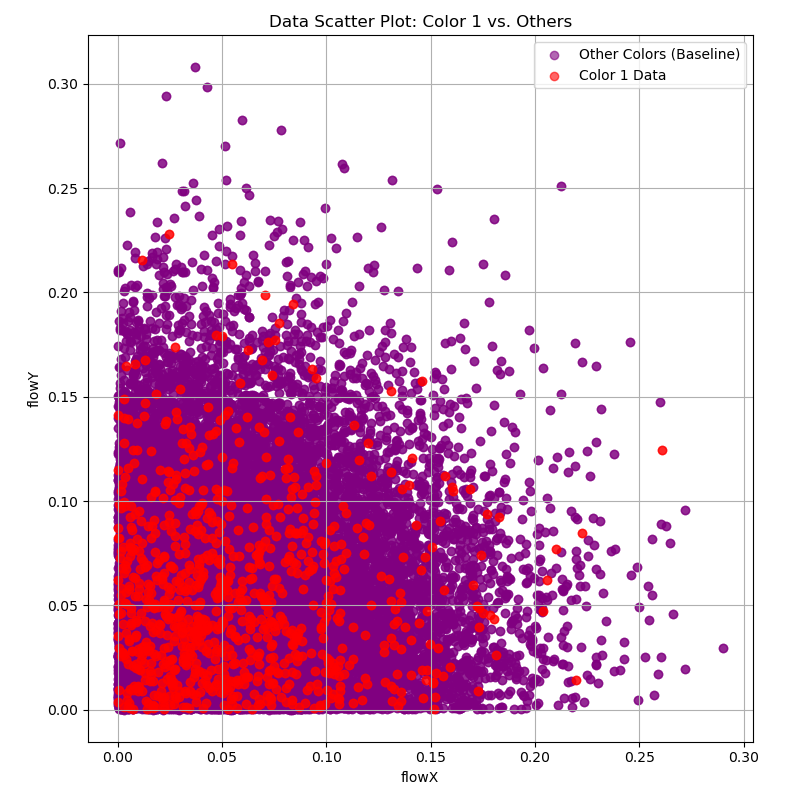 Data Scatter Plot: Color 1 vs. Others
Other Colors (Baseline)
Color 1 Data
flowY
0.30
0.25
0.20
0.15
0.10
0.05
0.00
0.00 0.05 0.10 0.15 0.20 0.25 0.30
flowX